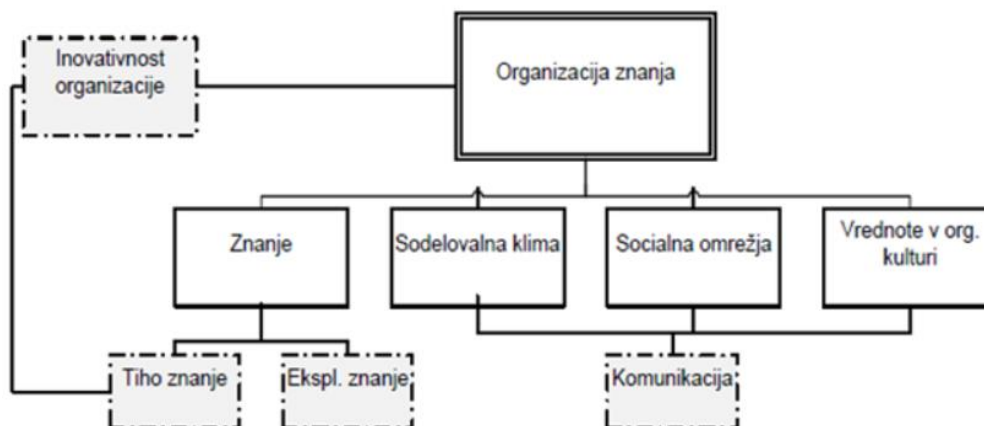 Inovativnost
organizacije
Organizacija znanja
Znanje
Sodelovalna klima
Socialna omrežja
Vrednote v org.
kulturi
Tiho znanje
Ekspl. znanje
Komunikacija